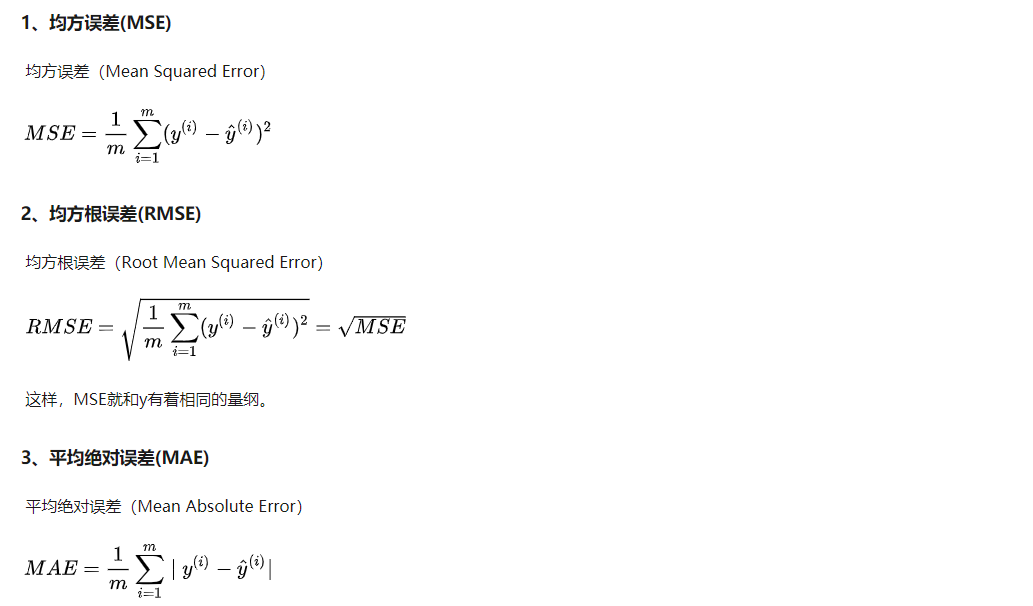 1、均方误差(MSE)
均方误差（Mean Squared Error）
$MSE = \frac{1}{m} \sum_{i=1}^{m} (y^{(i)} - \hat{y}^{(i)})^2$
2、均方根误差(RMSE)
均方根误差（Root Mean Squared Error）
$RMSE = \sqrt{\frac{1}{m} \sum_{i=1}^{m} (y^{(i)} - \hat{y}^{(i)})^2} = \sqrt{MSE}$
这样，MSE就和y有着相同的量纲。
3、平均绝对误差(MAE)
平均绝对误差（Mean Absolute Error）
$MAE = \frac{1}{m} \sum_{i=1}^{m} | y^{(i)} - \hat{y}^{(i)} |$